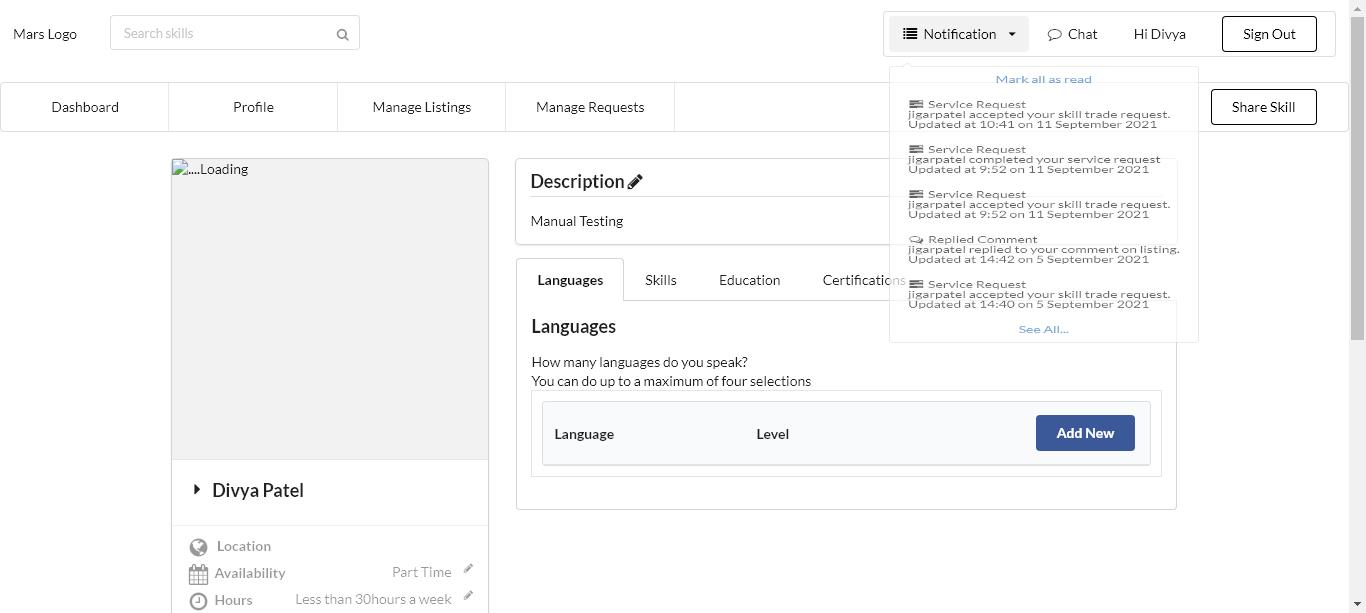 Mars Logo
Search skills
Notification
Chat
Hi Divya
Sign Out
Mark all as read
Service Request
jigarpatel accepted your skill trade request.
Updated at 10:41 on 11 September 2021
Service Request
jigarpatel completed your service request
Updated at 9:52 on 11 September 2021
Service Request
jigarpatel accepted your skill trade request.
Updated at 9:52 on 11 September 2021
Replied Comment
jigarpatel replied to your comment on listing.
Updated at 14:42 on 5 September 2021
Service Request
jigarpatel accepted your skill trade request.
Updated at 14:40 on 5 September 2021
See All...
Dashboard
Profile
Manage Listings
Manage Requests
Share Skill
....Loading
Divya Patel
Location
Availability
Part Time
Hours
Less than 30hours a week
Description
Manual Testing
Languages
Skills
Education
Certifications
Languages
How many languages do you speak?
You can do up to a maximum of four selections
Language
Level
Add New